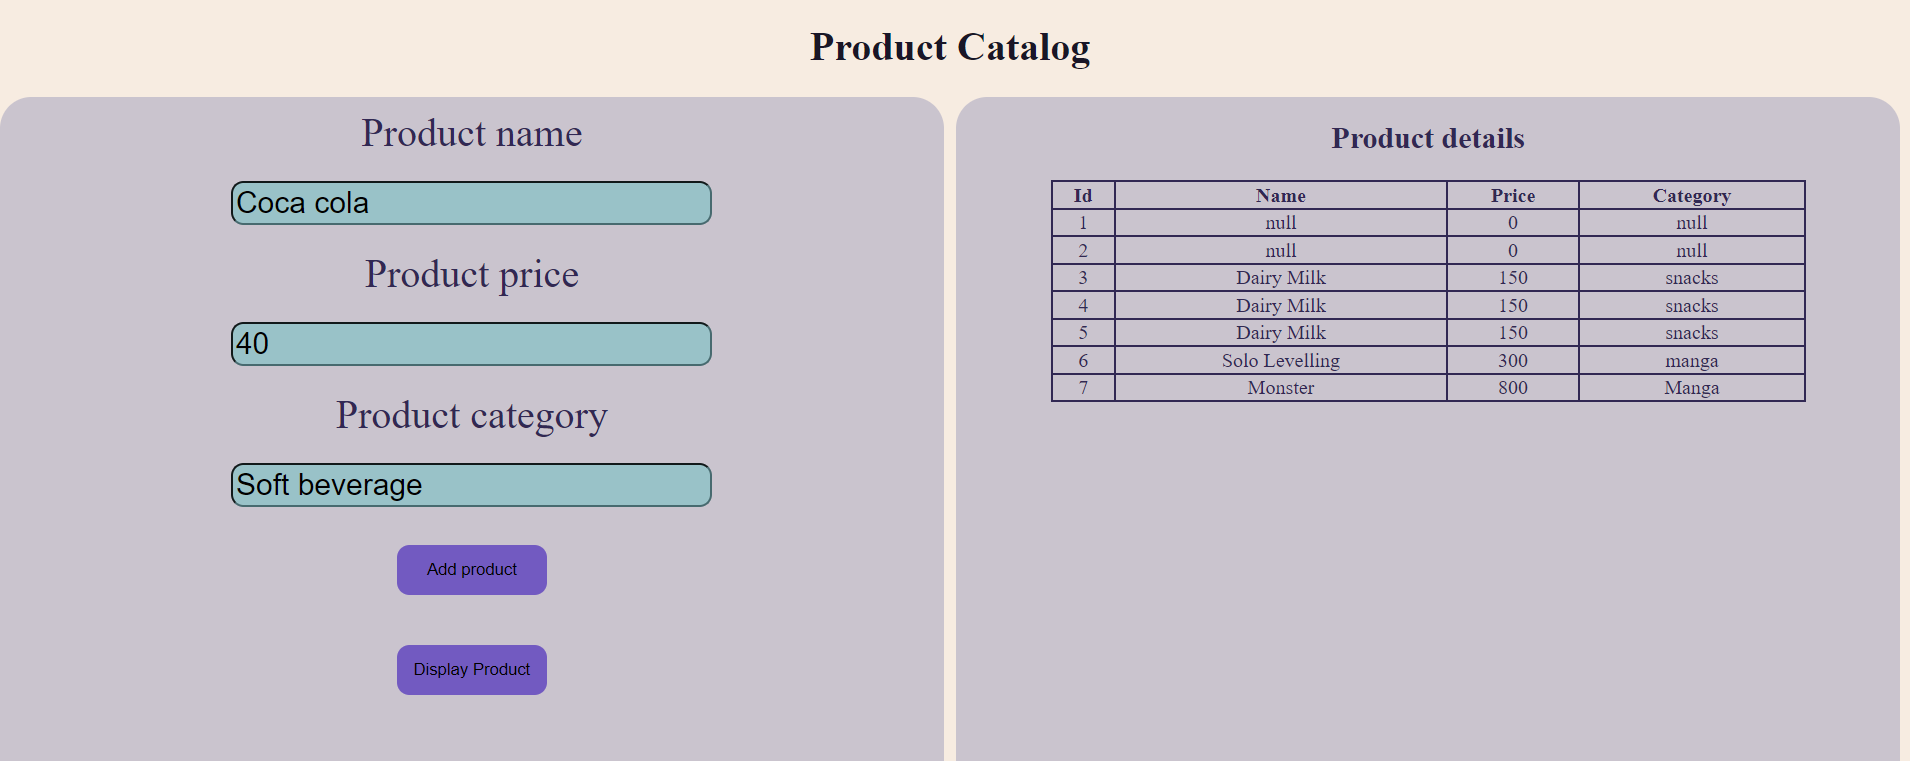 Product Catalog
Product name
Coca cola
Product price
40
Product category
Soft beverage
Add product
Display Product
Product details
Id Name Price Category
1 null 0 null
2 null 0 null
3 Dairy Milk 150 snacks
4 Dairy Milk 150 snacks
5 Dairy Milk 150 snacks
6 Solo Levelling 300 manga
7 Monster 800 Manga